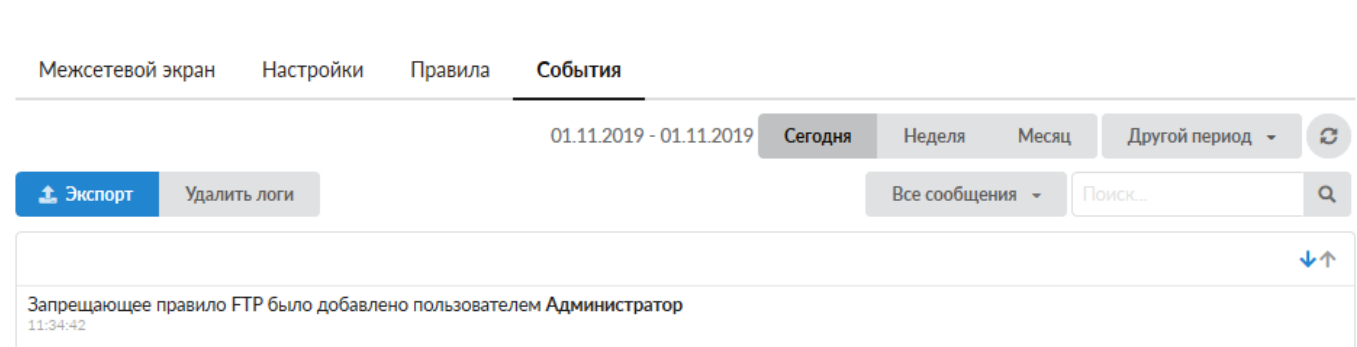 Межсетевой экран Настройки Правила События
01.11.2019 - 01.11.2019 Сегодня Неделя Месяц Другой период
Экспорт Удалить логи Все сообщения Поиск...
Запрещающее правило FTP было добавлено пользователем Администратор
11:34:42